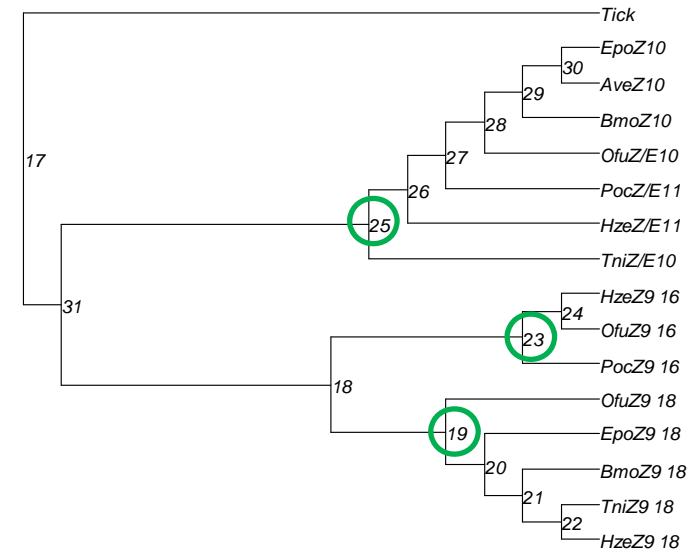 Tick
EpoZ10
30
AveZ10
29
BmoZ10
28
OfuZ/E10
27
17
PocZ/E11
26
HzeZ/E11
25
TniZ/E10
HzeZ9 16
31
24
OfuZ9 16
23
PocZ9 16
18
OfuZ9 18
19
EpoZ9 18
20
BmoZ9 18
21
TniZ9 18
22
HzeZ9 18